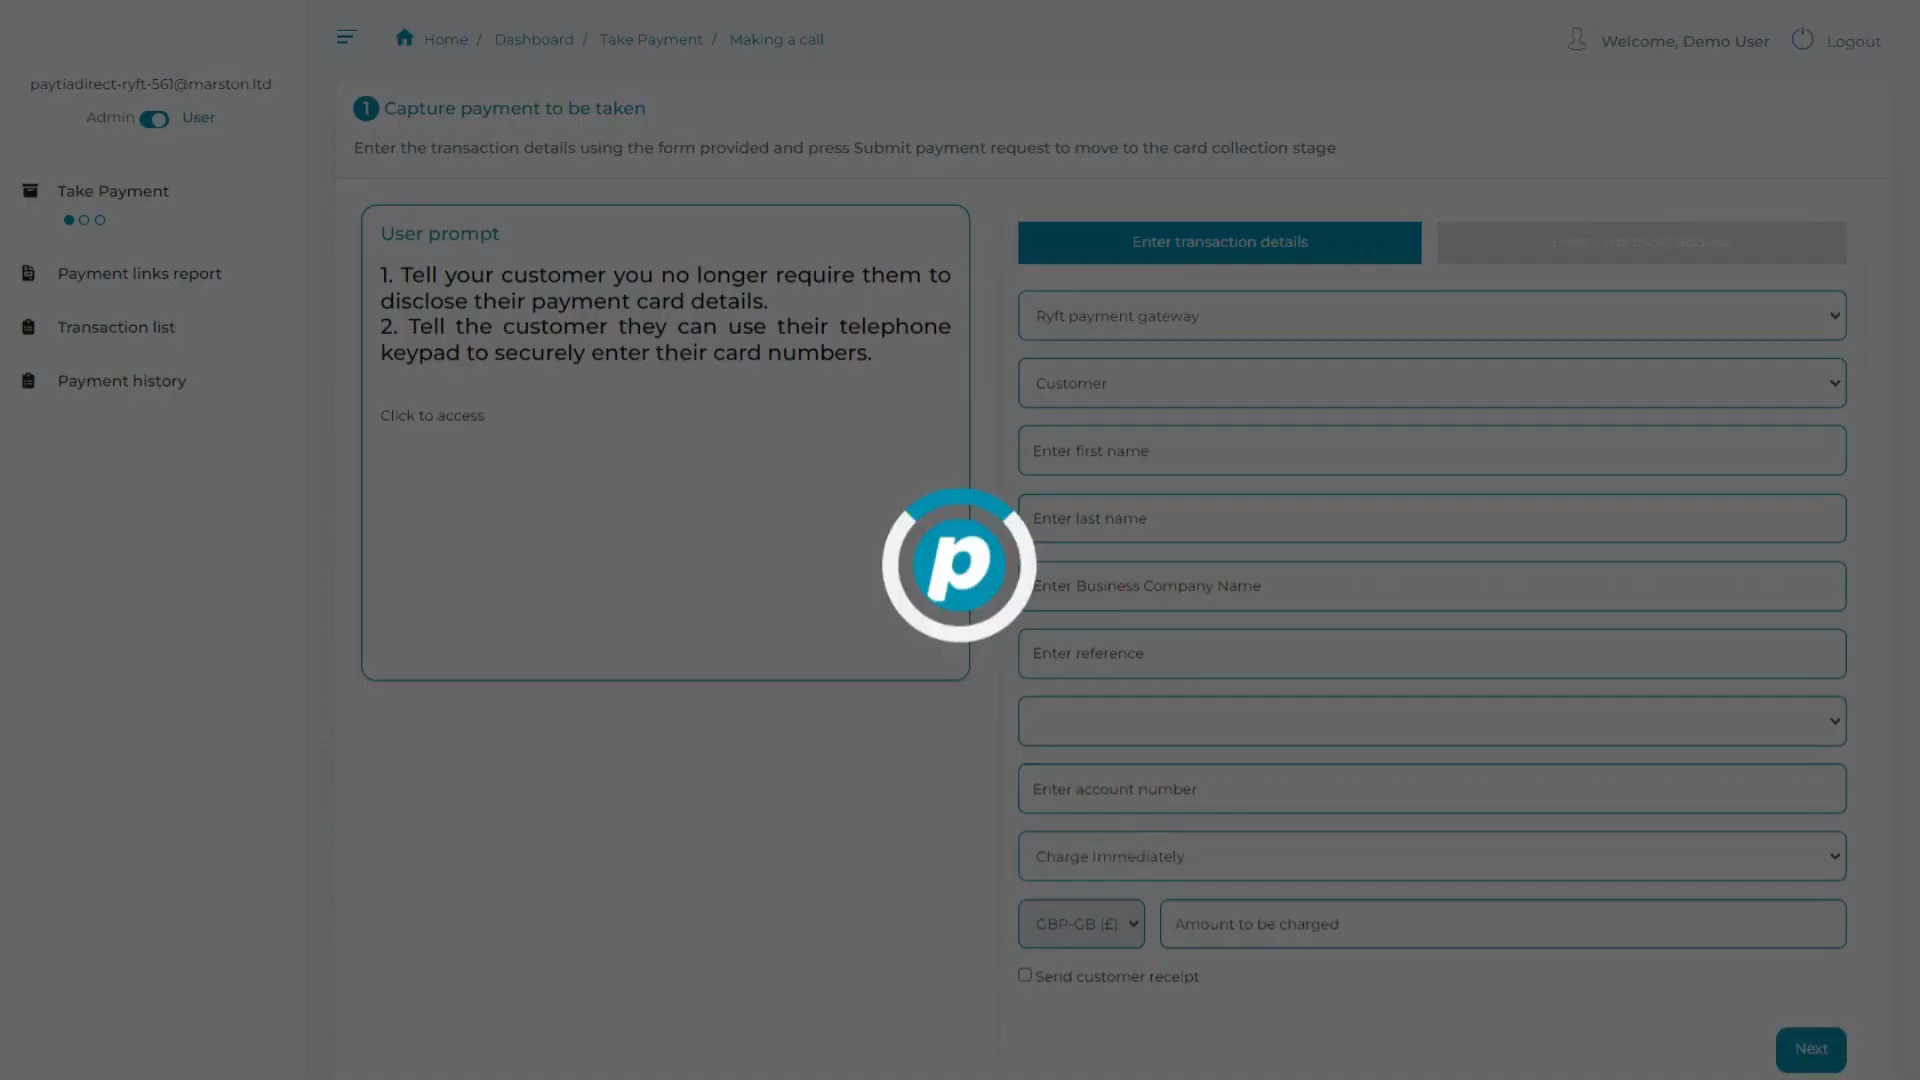 Home / Dashboard / Take Payment / Making a call
Welcome, Demo User
Logout
paytiadirect-ryft-561@marston.ltd
Admin User
Take Payment
Payment links report
Transaction list
Payment history
1 Capture payment to be taken
Enter the transaction details using the form provided and press Submit payment request to move to the card collection stage
User prompt
1. Tell your customer you no longer require them to
disclose their payment card details.
2. Tell the customer they can use their telephone
keypad to securely enter their card numbers.
Click to access
p
Enter transaction details
Ryft payment gateway
Customer
Enter first name
Enter last name
Enter Business Company Name
Enter reference
Enter account number
Charge Immediately
GBP-GB (£)
Amount to be charged
Send customer receipt
Next